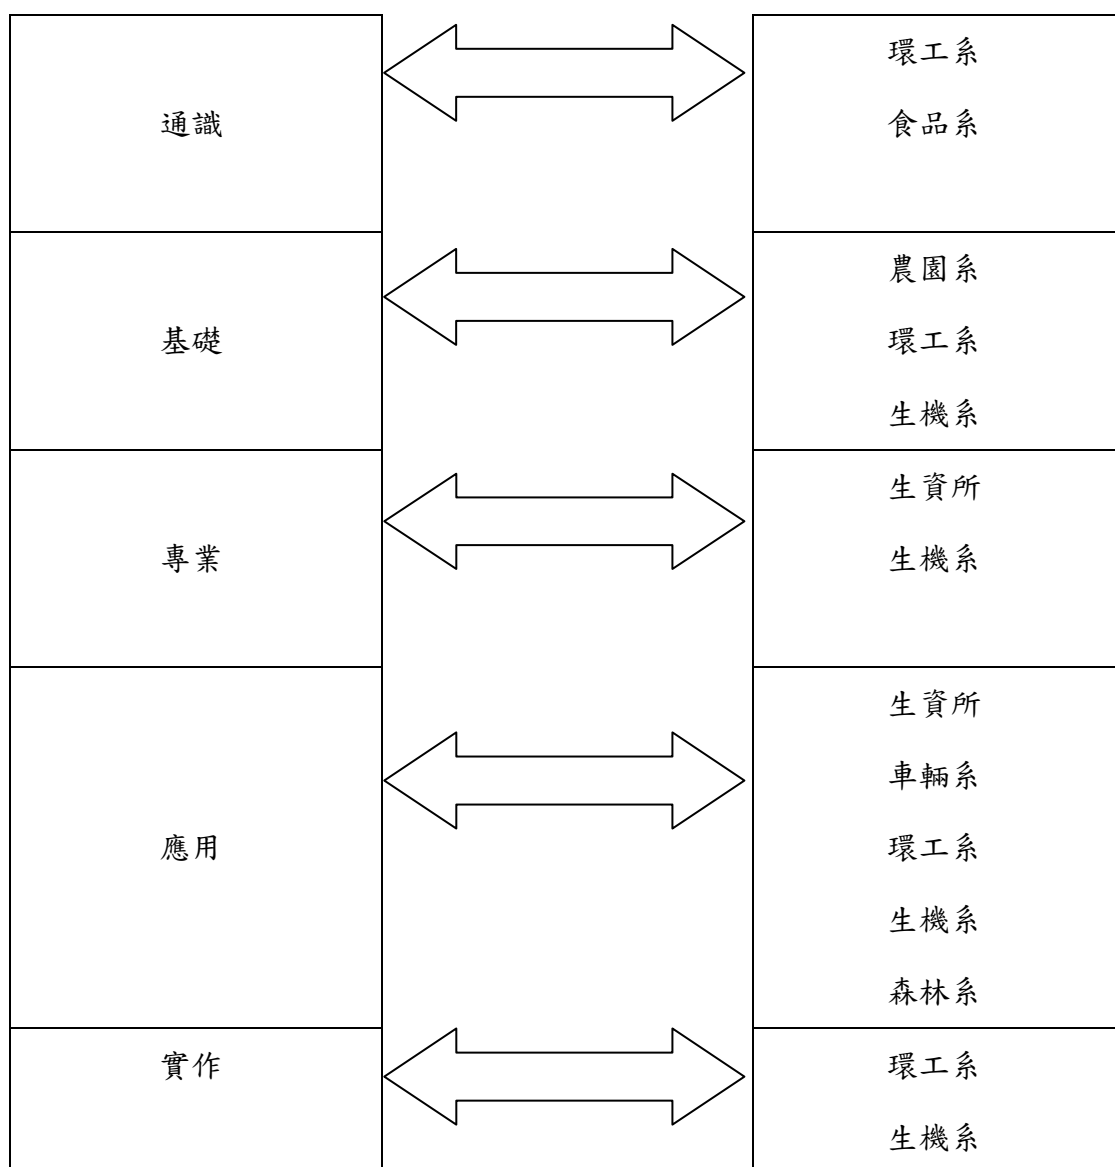 通識
環工系
食品系
基礎
農園系
環工系
生機系
專業
生資所
生機系
應用
生資所
車輛系
環工系
生機系
森林系
實作
環工系
生機系